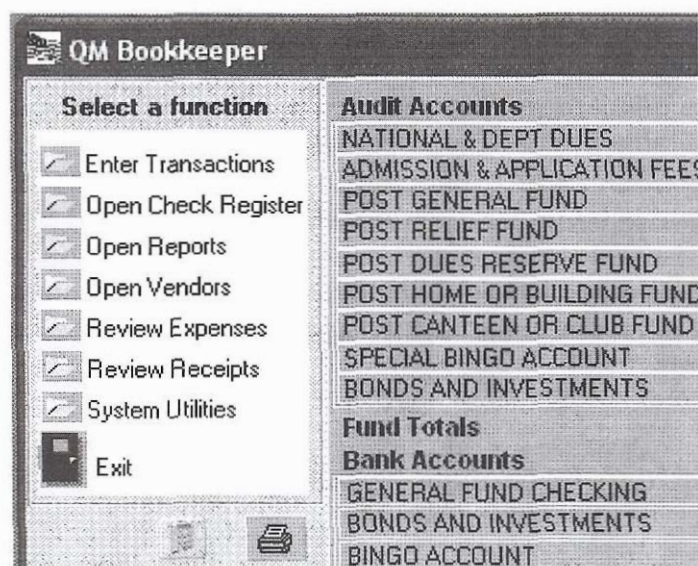 QM Bookkeeper
Select a function
Enter Transactions
Open Check Register
Open Reports
Open Vendors
Review Expenses
Review Receipts
System Utilities
Exit
Audit Accounts
NATIONAL & DEPT DUES
ADMISSION & APPLICATION FEES
POST GENERAL FUND
POST RELIEF FUND
POST DUES RESERVE FUND
POST HOME OR BUILDING FUND
POST CANTEEN OR CLUB FUND
SPECIAL BINGO ACCOUNT
BONDS AND INVESTMENTS
Fund Totals
Bank Accounts
GENERAL FUND CHECKING
BONDS AND INVESTMENTS
BINGO ACCOUNT